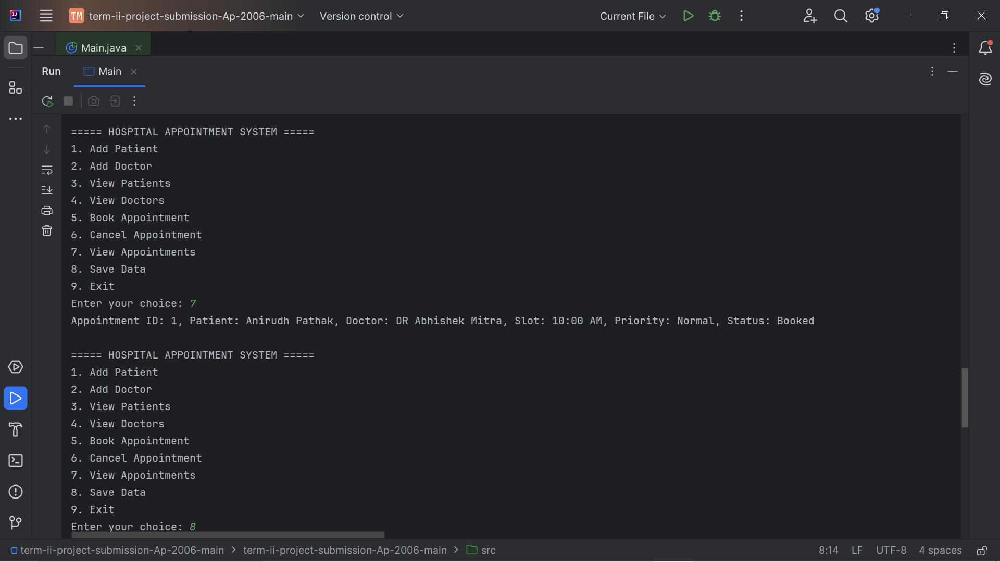 TM term-ii-project-submission-Ap-2006-main Version control Current File
Main.java
Run Main
===== HOSPITAL APPOINTMENT SYSTEM =====
1. Add Patient
2. Add Doctor
3. View Patients
4. View Doctors
5. Book Appointment
6. Cancel Appointment
7. View Appointments
8. Save Data
9. Exit
Enter your choice: 7
Appointment ID: 1, Patient: Anirudh Pathak, Doctor: DR Abhishek Mitra, Slot: 10:00 AM, Priority: Normal, Status: Booked
===== HOSPITAL APPOINTMENT SYSTEM =====
1. Add Patient
2. Add Doctor
3. View Patients
4. View Doctors
5. Book Appointment
6. Cancel Appointment
7. View Appointments
8. Save Data
9. Exit
Enter your choice: 8
term-ii-project-submission-Ap-2006-main > term-ii-project-submission-Ap-2006-main > src 8:14 LF UTF-8 4 spaces